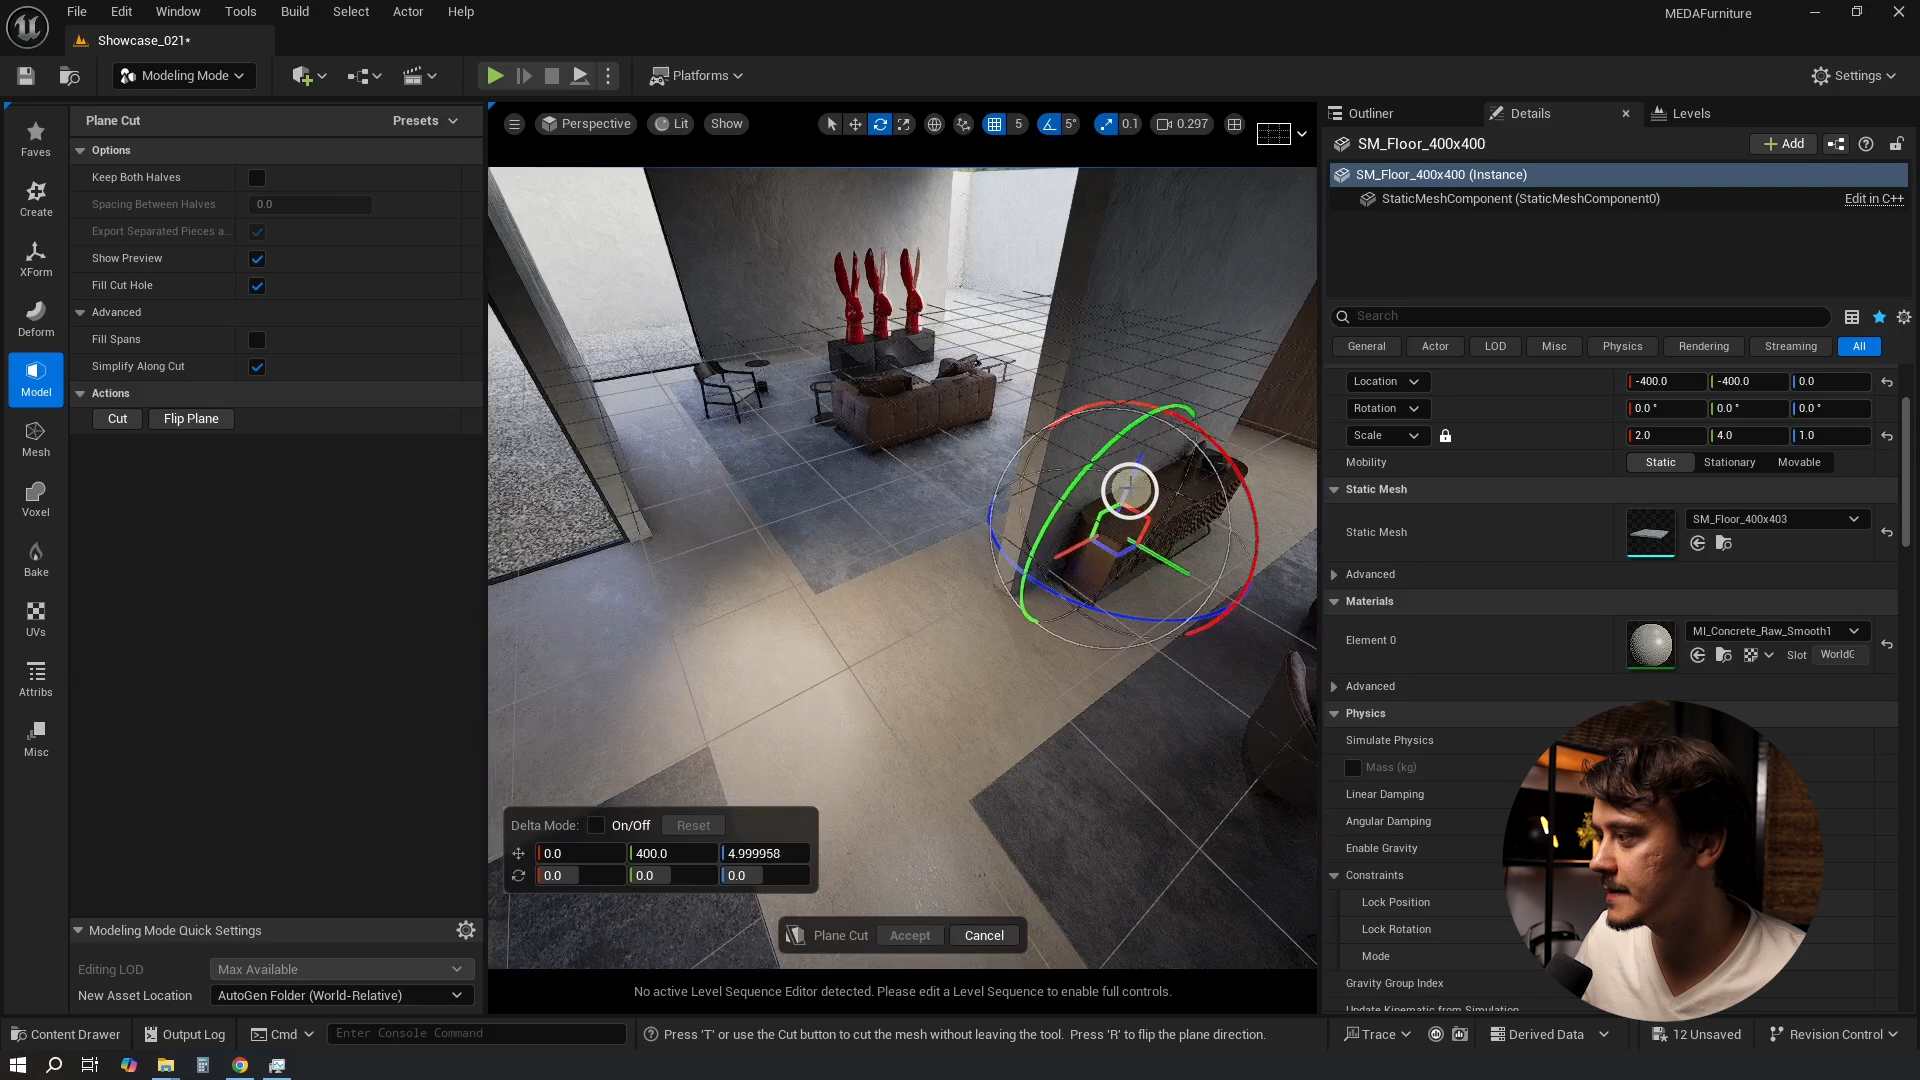 File Edit Window Tools Build Select Actor Help
MEDAFurniture
Showcase_021*
Modeling Mode
Platforms
Settings
Plane Cut
Presets
Options
Keep Both Halves
Spacing Between Halves 0.0
Export Separated Pieces a...
Show Preview
Fill Cut Hole
Advanced
Fill Spans
Simplify Along Cut
Actions
Cut
Flip Plane
Faves
Create
XForm
Deform
Model
Mesh
Voxel
Bake
UVs
Attribs
Misc
Modeling Mode Quick Settings
Editing LOD Max Available
New Asset Location AutoGen Folder (World-Relative)
Perspective Lit Show 5 5° 0.1 0.297
Delta Mode: On/Off Reset
0.0 400.0 4.999958
0.0 0.0 0.0
Plane Cut Accept Cancel
No active Level Sequence Editor detected. Please edit a Level Sequence to enable full controls.
Outliner Details Levels
SM_Floor_400x400
Add
SM_Floor_400x400 (Instance)
StaticMeshComponent (StaticMeshComponent0)
Edit in C++
Search
General Actor LOD Misc Physics Rendering Streaming All
Location -400.0 -400.0 0.0
Rotation 0.0 ° 0.0 ° 0.0 °
Scale 2.0 4.0 1.0
Mobility Static Stationary Movable
Static Mesh
Static Mesh SM_Floor_400x403
Advanced
Materials
Element 0 MI_Concrete_Raw_Smooth1
Slot
Advanced
Physics
Simulate Physics
Mass (kg)
Linear Damping
Angular Damping
Enable Gravity
Constraints
Lock Position
Lock Rotation
Mode
Gravity Group Index
Update Kinematic from Simulation
Content Drawer Output Log Cmd Enter Console Command
Press 'T' or use the Cut button to cut the mesh without leaving the tool. Press 'R' to flip the plane direction.
Trace Derived Data 12 Unsaved Revision Control